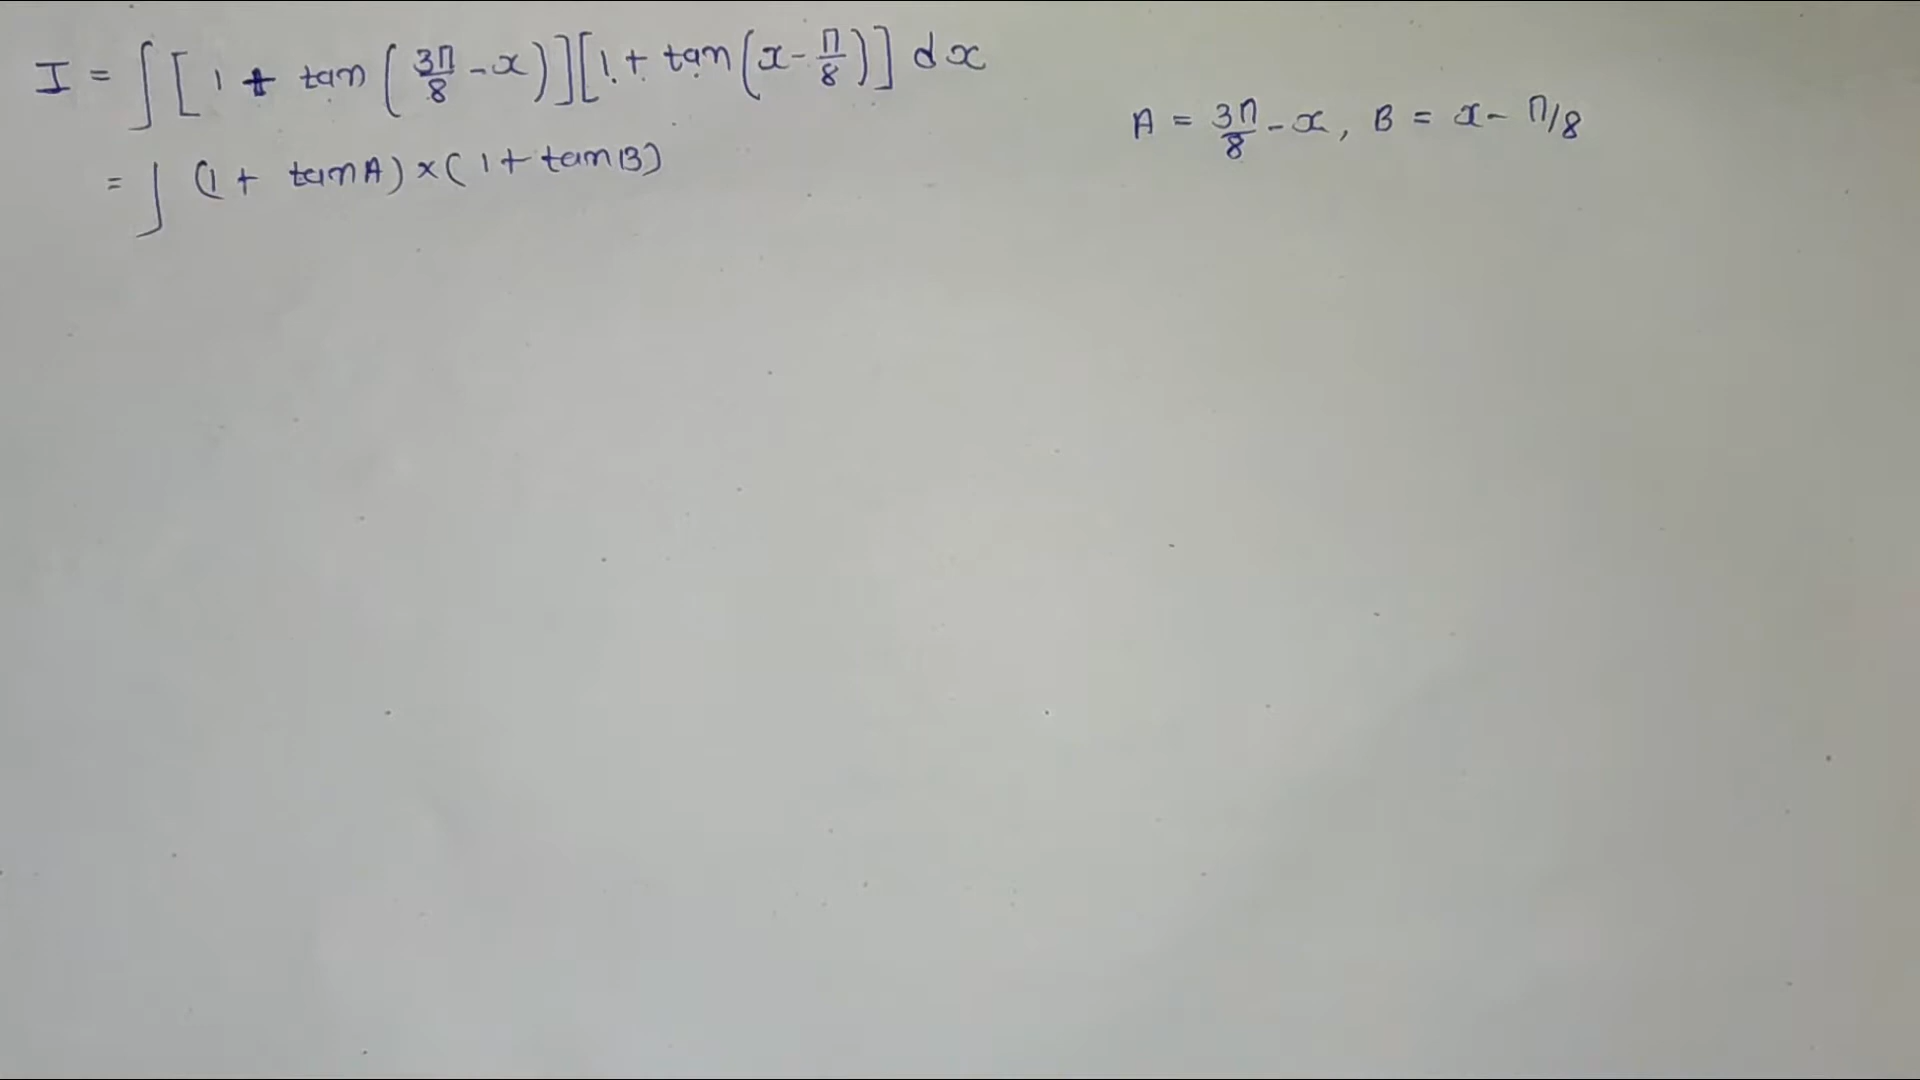 I = ∫ [1 + tan(3π/8 - x)][1 + tan(x - π/8)] dx
A = 3π/8 - x, B = x - π/8
= ∫ (1 + tanA) × (1 + tanB)